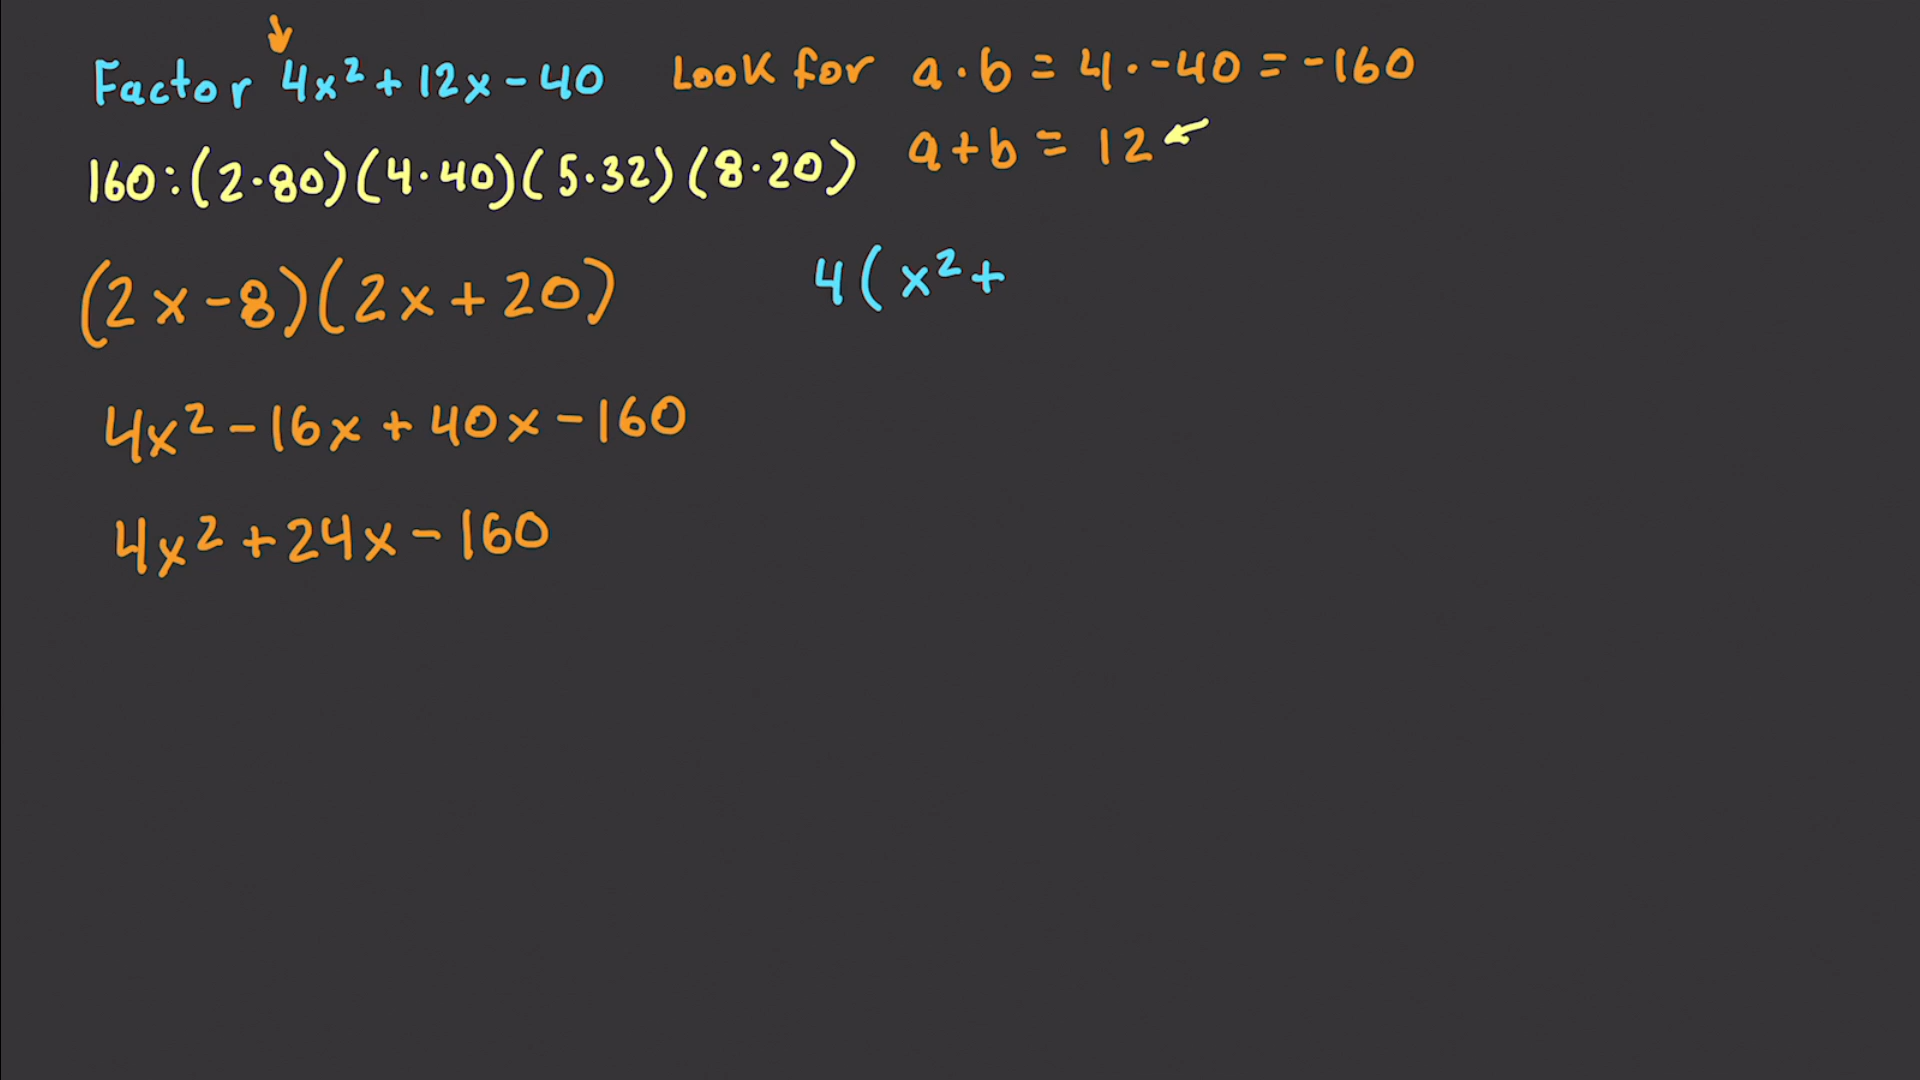 Factor 4x² + 12x - 40
Look for a · b = 4 · -40 = -160
a + b = 12
160: (2·80)(4·40)(5·32)(8·20)
(2x - 8)(2x + 20)
4(x² +
4x² - 16x + 40x - 160
4x² + 24x - 160